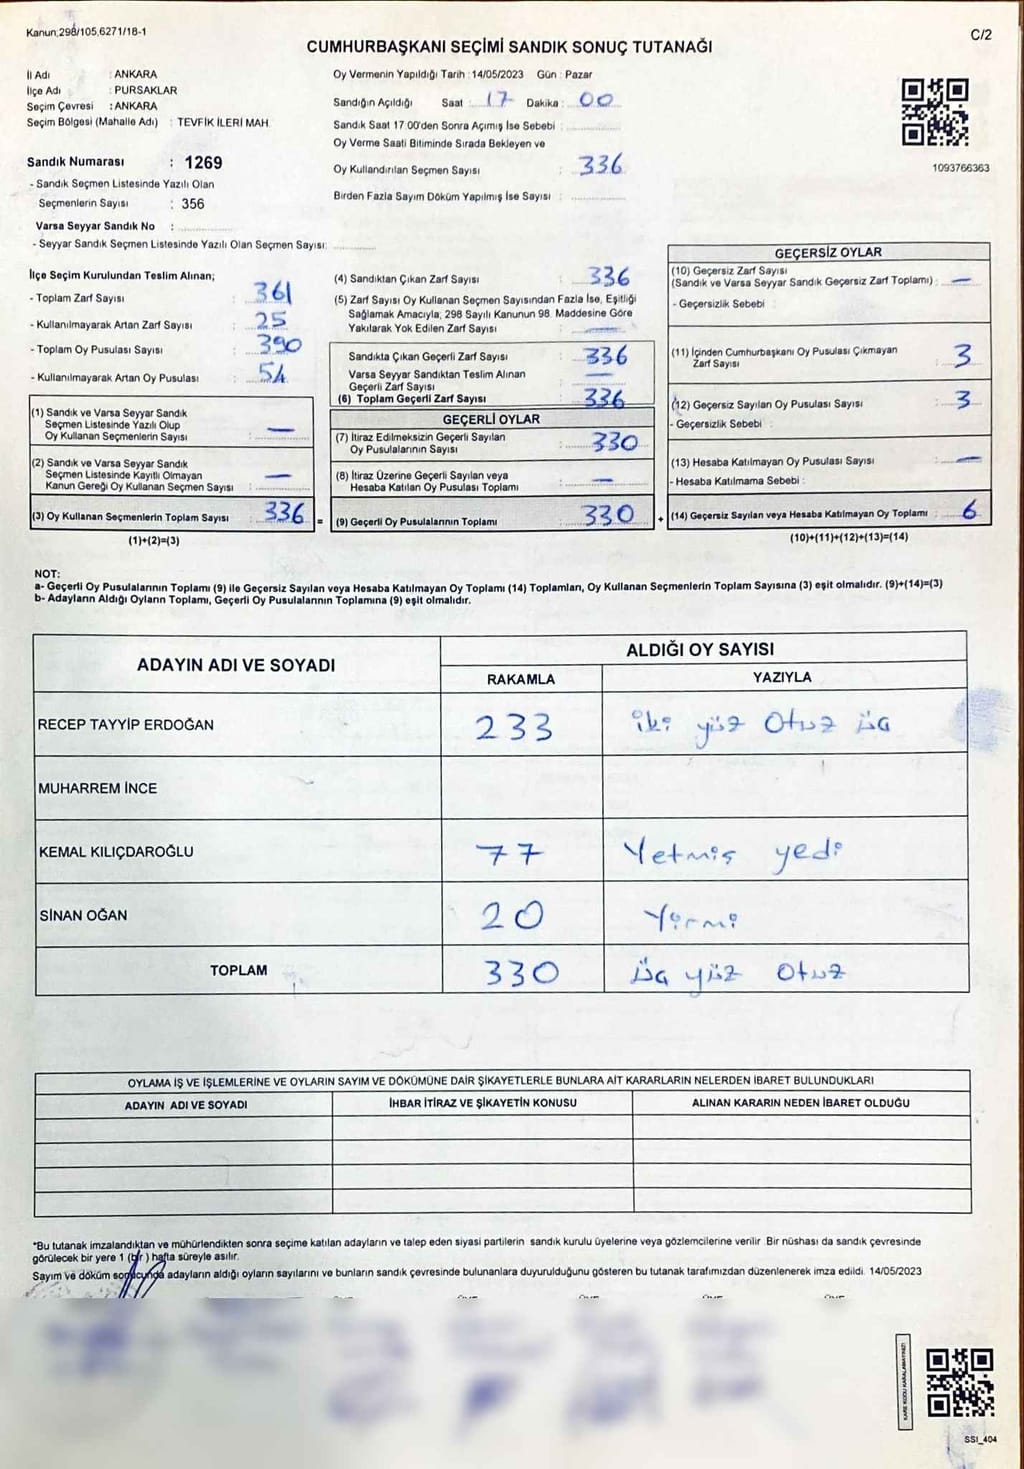 Kanun;298/105,6271/18-1
C/2
CUMHURBAŞKANI SEÇİMİ SANDIK SONUÇ TUTANAĞI
İl Adı : ANKARA
İlçe Adı : PURSAKLAR
Seçim Çevresi : ANKARA
Seçim Bölgesi (Mahalle Adı) : TEVFİK İLERİ MAH.
Oy Vermenin Yapıldığı Tarih : 14/05/2023 Gün : Pazar
Sandığın Açıldığı Saat : 17 Dakika : 00
Sandık Saat 17.00'den Sonra Açımış İse Sebebi :
Oy Verme Saati Bitiminde Sırada Bekleyen ve
Oy Kullandırılan Seçmen Sayısı : 336
Birden Fazla Sayım Döküm Yapılmış İse Sayısı :
1093766363
Sandık Numarası : 1269
- Sandık Seçmen Listesinde Yazılı Olan
Seçmenlerin Sayısı : 356
Varsa Seyyar Sandık No :
- Seyyar Sandık Seçmen Listesinde Yazılı Olan Seçmen Sayısı:
İlçe Seçim Kurulundan Teslim Alınan;
- Toplam Zarf Sayısı : 361
- Kullanılmayarak Artan Zarf Sayısı : 25
- Toplam Oy Pusulası Sayısı : 390
- Kullanılmayarak Artan Oy Pusulası : 54
(1) Sandık ve Varsa Seyyar Sandık
Seçmen Listesinde Yazılı Olup
Oy Kullanan Seçmenlerin Sayısı : —
(2) Sandık ve Varsa Seyyar Sandık
Seçmen Listesinde Kayıtlı Olmayan
Kanun Gereği Oy Kullanan Seçmen Sayısı : —
(3) Oy Kullanan Seçmenlerin Toplam Sayısı : 336
(1)+(2)=(3)
(4) Sandıktan Çıkan Zarf Sayısı : 336
(5) Zarf Sayısı Oy Kullanan Seçmen Sayısından Fazla İse, Eşitliği
Sağlamak Amacıyla; 298 Sayılı Kanunun 98. Maddesine Göre
Yakılarak Yok Edilen Zarf Sayısı : —
Sandıkta Çıkan Geçerli Zarf Sayısı : 336
Varsa Seyyar Sandıktan Teslim Alınan
Geçerli Zarf Sayısı : —
(6) Toplam Geçerli Zarf Sayısı : 336
GEÇERLİ OYLAR
(7) İtiraz Edilmeksizin Geçerli Sayılan
Oy Pusulalarının Sayısı : 330
(8) İtiraz Üzerine Geçerli Sayılan veya
Hesaba Katılan Oy Pusulası Toplamı : —
= (9) Geçerli Oy Pusulalarının Toplamı : 330
GEÇERSİZ OYLAR
(10) Geçersiz Zarf Sayısı
(Sandık ve Varsa Seyyar Sandık Geçersiz Zarf Toplamı) : —
- Geçersizlik Sebebi :
(11) İçinden Cumhurbaşkanı Oy Pusulası Çıkmayan
Zarf Sayısı : 3
(12) Geçersiz Sayılan Oy Pusulası Sayısı : 3
- Geçersizlik Sebebi :
(13) Hesaba Katılmayan Oy Pusulası Sayısı : —
- Hesaba Katılmama Sebebi :
+ (14) Geçersiz Sayılan veya Hesaba Katılmayan Oy Toplamı : 6
(10)+(11)+(12)+(13)=(14)
NOT:
a- Geçerli Oy Pusulalarının Toplamı (9) ile Geçersiz Sayılan veya Hesaba Katılmayan Oy Toplamı (14) Toplamları, Oy Kullanan Seçmenlerin Toplam Sayısına (3) eşit olmalıdır. (9)+(14)=(3)
b- Adayların Aldığı Oyların Toplamı, Geçerli Oy Pusulalarının Toplamına (9) eşit olmalıdır.
ADAYIN ADI VE SOYADI
ALDIĞI OY SAYISI
RAKAMLA YAZIYLA
RECEP TAYYİP ERDOĞAN 233 iki yüz Otuz üç
MUHARREM İNCE
KEMAL KILIÇDAROĞLU 77 Yetmiş yedi
SİNAN OĞAN 20 Yirmi
TOPLAM 330 üç yüz Otuz
OYLAMA İŞ VE İŞLEMLERİNE VE OYLARIN SAYIM VE DÖKÜMÜNE DAİR ŞİKAYETLERLE BUNLARA AİT KARARLARIN NELERDEN İBARET BULUNDUKLARI
ADAYIN ADI VE SOYADI İHBAR İTİRAZ VE ŞİKAYETİN KONUSU ALINAN KARARIN NEDEN İBARET OLDUĞU
*Bu tutanak imzalandıktan ve mühürlendikten sonra seçime katılan adayların ve talep eden siyasi partilerin sandık kurulu üyelerine veya gözlemcilerine verilir. Bir nüshası da sandık çevresinde
görülecek bir yere 1 (bir) hafta süreyle asılır.
Sayım ve döküm sonucunda adayların aldığı oyların sayılarını ve bunların sandık çevresinde bulunanlara duyurulduğunu gösteren bu tutanak tarafımızdan düzenlenerek imza edildi. 14/05/2023
KARE KODU KARALAMAYINIZ!
SSI_404